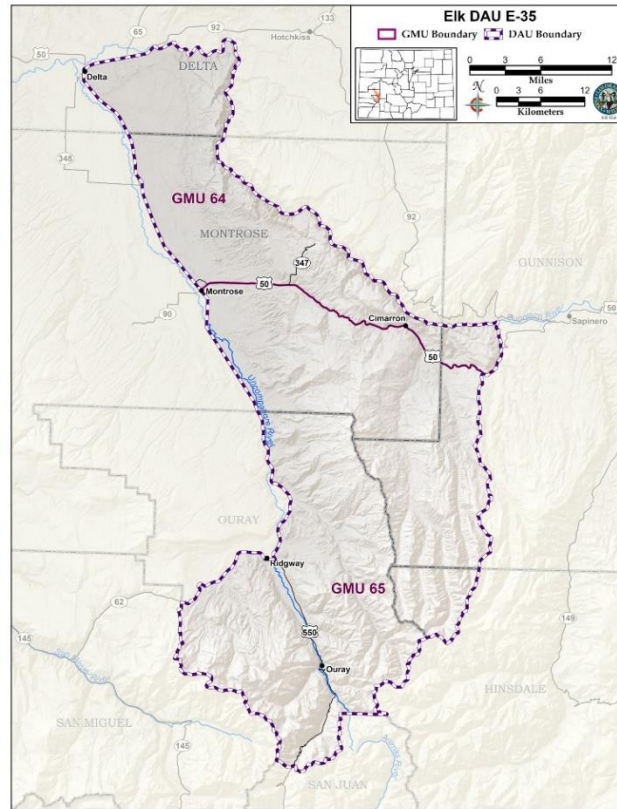 Elk DAU E-35
GMU Boundary
DAU Boundary
0 3 6 12
Miles
0 3 6 12
Kilometers
N
133
92
65
50
Hotchkiss
DELTA
Delta
348
GMU 64
MONTROSE
92
347
GUNNISON
50
Montrose
Cimarron
50
Sapinero
90
50
Uncompahgre River
OURAY
Ridgway
GMU 65
62
550
149
145
Ouray
HINSDALE
SAN MIGUEL
145
SAN JUAN